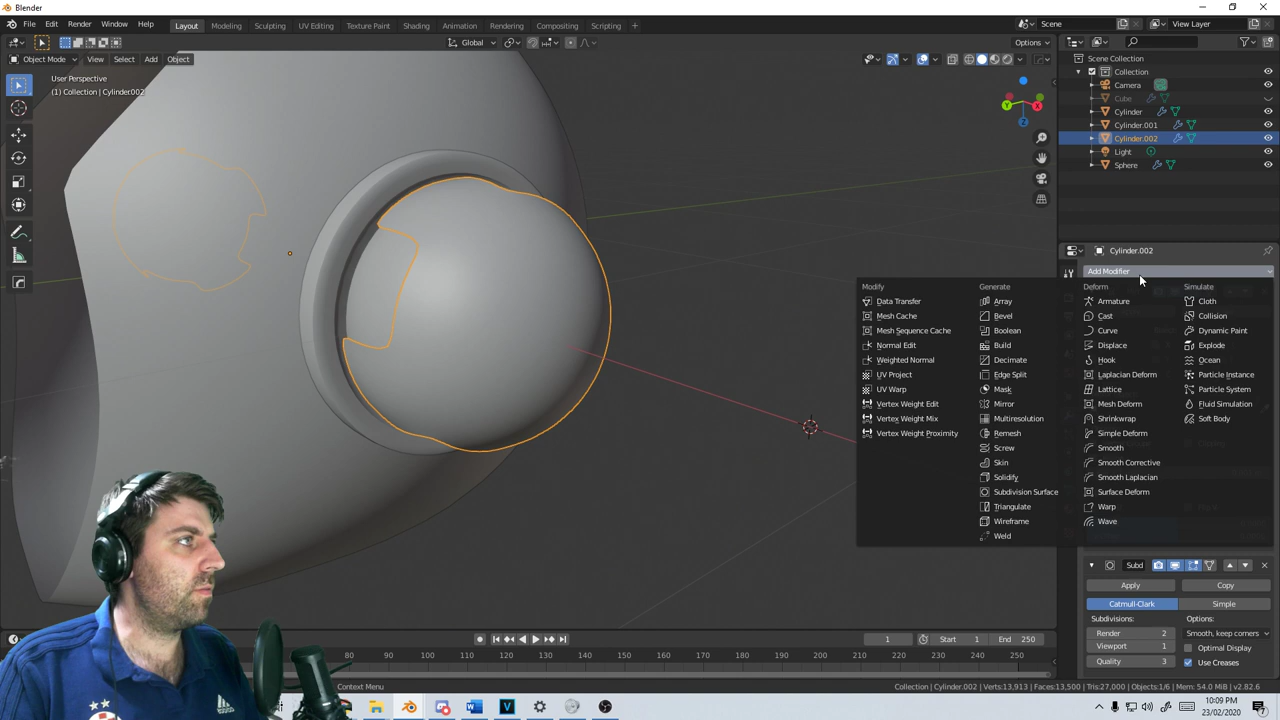 Blender
File Edit Render Window Help Layout Modeling Sculpting UV Editing Texture Paint Shading Animation Rendering Compositing Scripting + Scene View Layer
Global Options
Object Mode View Select Add Object
User Perspective
(1) Collection | Cylinder002
Scene Collection
Collection
Camera
Cube
Cylinder
Cylinder.001
Cylinder.002
Light
Sphere
Y X Z
Cylinder.002
Add Modifier
Modify Generate Deform Simulate
Data Transfer Array Armature Cloth
Mesh Cache Bevel Cast Collision
Mesh Sequence Cache Boolean Curve Dynamic Paint
Normal Edit Build Displace Explode
Weighted Normal Decimate Hook Ocean
UV Project Edge Split Laplacian Deform Particle Instance
UV Warp Mask Lattice Particle System
Vertex Weight Edit Mirror Mesh Deform Fluid Simulation
Vertex Weight Mix Multiresolution Shrinkwrap Soft Body
Vertex Weight Proximity Remesh Simple Deform
Screw Smooth
Skin Smooth Corrective
Solidify Smooth Laplacian
Subdivision Surface Surface Deform
Triangulate Warp
Wireframe Wave
Weld
Subd
Apply Copy
Catmull-Clark Simple
Subdivisions: Options:
Render 2 Smooth, keep corners
Viewport 1 Optimal Display
Quality 3 Use Creases
1 Start 1 End 250
80 90 100 110 120 130 140 150 160 170 180 190 200 210 220 230 240 250
Context Menu Collection | Cylinder.002 | Verts:13,913 | Faces:13,500 | Tris:27,000 | Objects:1/6 | Mem: 54.0 MiB | v2.82.6
10:09 PM
23/02/2020
adidas